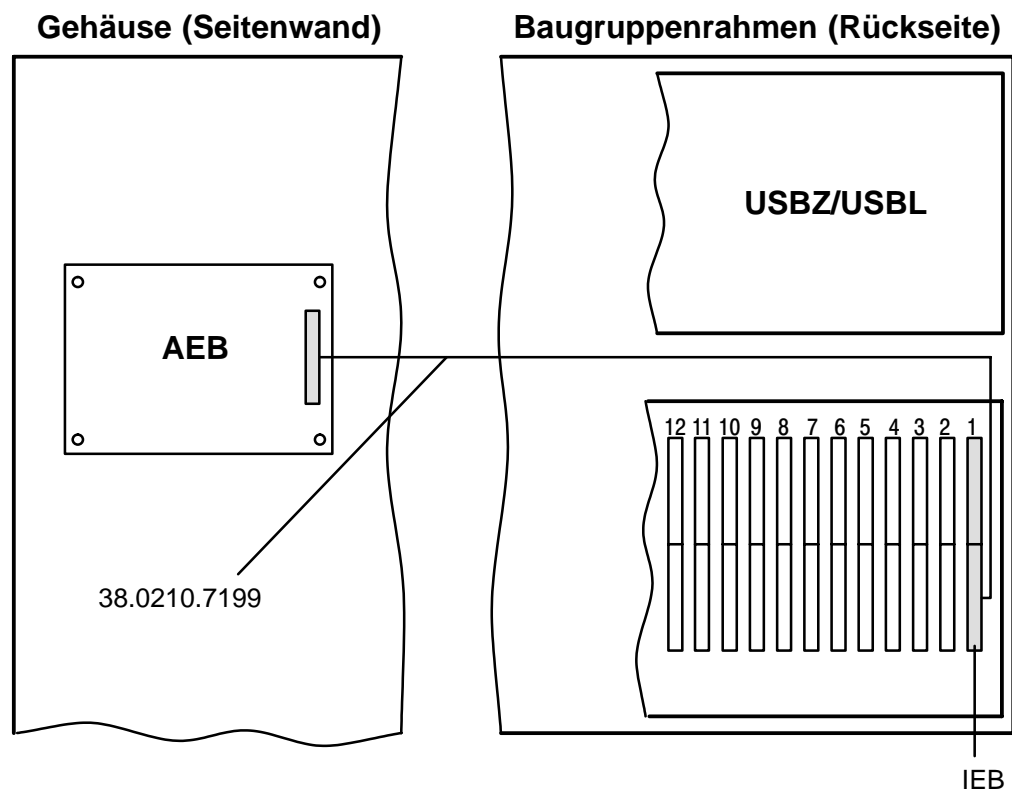 Gehäuse (Seitenwand)
Baugruppenrahmen (Rückseite)
USBZ/USBL
AEB
12 11 10 9 8 7 6 5 4 3 2 1
38.0210.7199
IEB